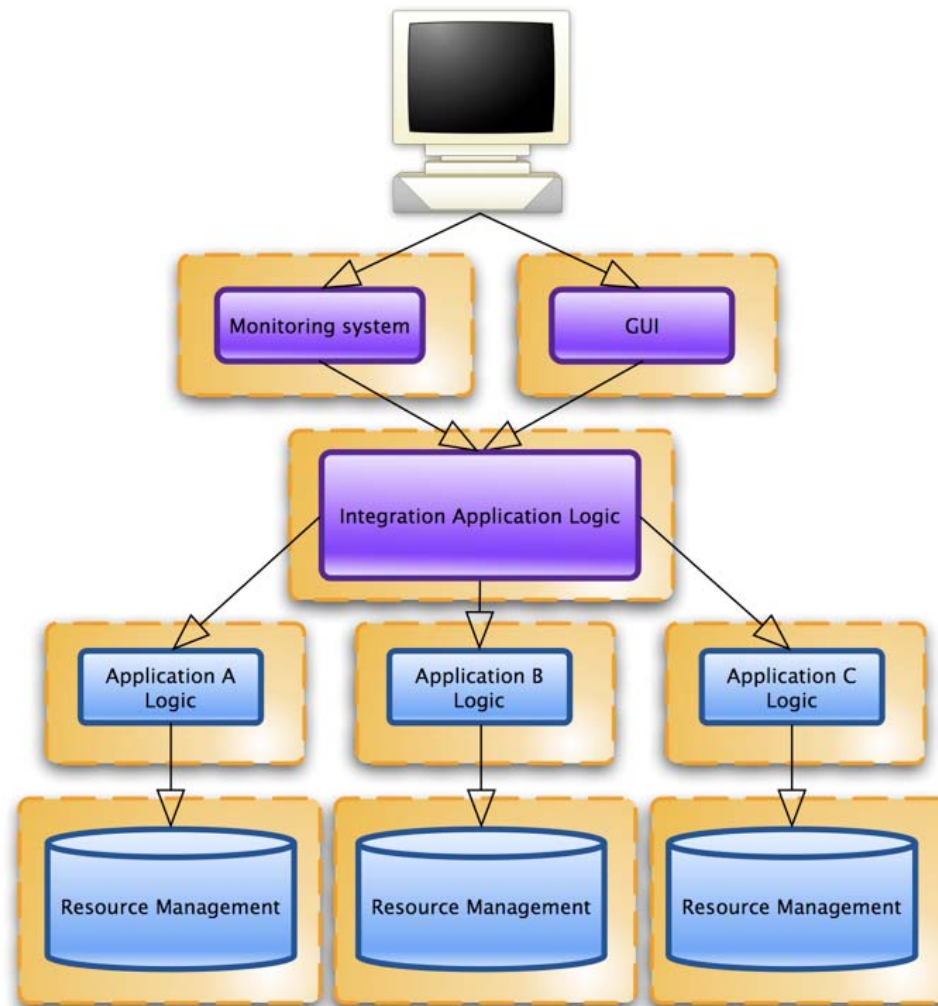 Monitoring system
GUI
Integration Application Logic
Application A
Logic
Application B
Logic
Application C
Logic
Resource Management
Resource Management
Resource Management